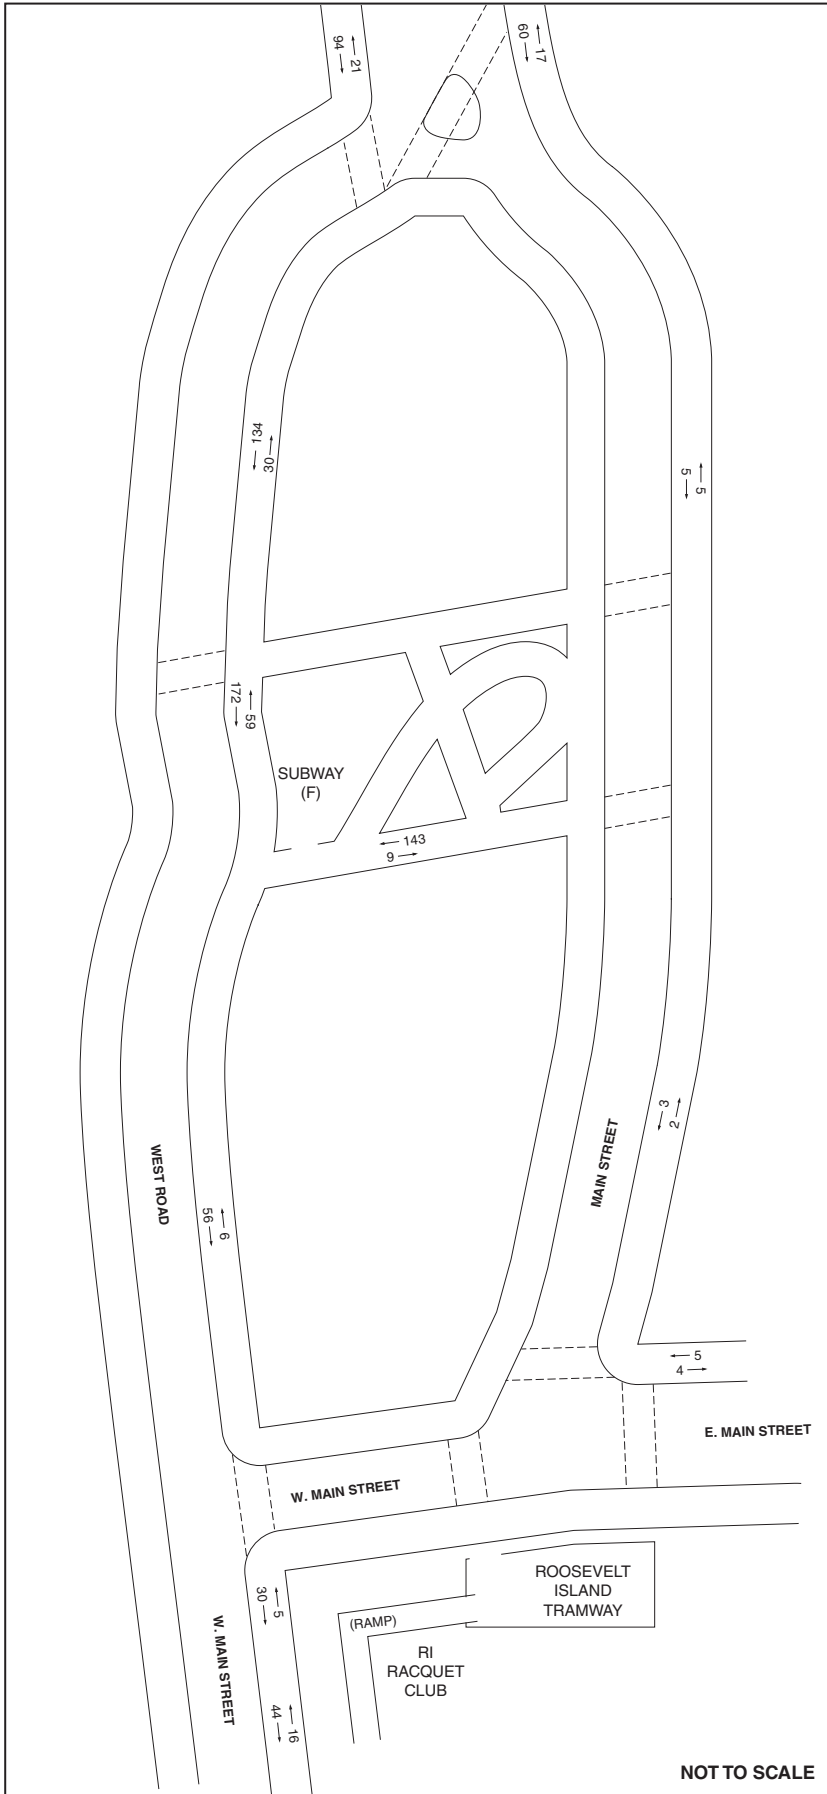 94
21
60
17
134
30
5
5
172
59
SUBWAY
(F)
143
9
3
2
WEST ROAD
MAIN STREET
56
6
5
4
E. MAIN STREET
W. MAIN STREET
30
5
ROOSEVELT
ISLAND
TRAMWAY
(RAMP)
RI
RACQUET
CLUB
W. MAIN STREET
44
16
NOT TO SCALE